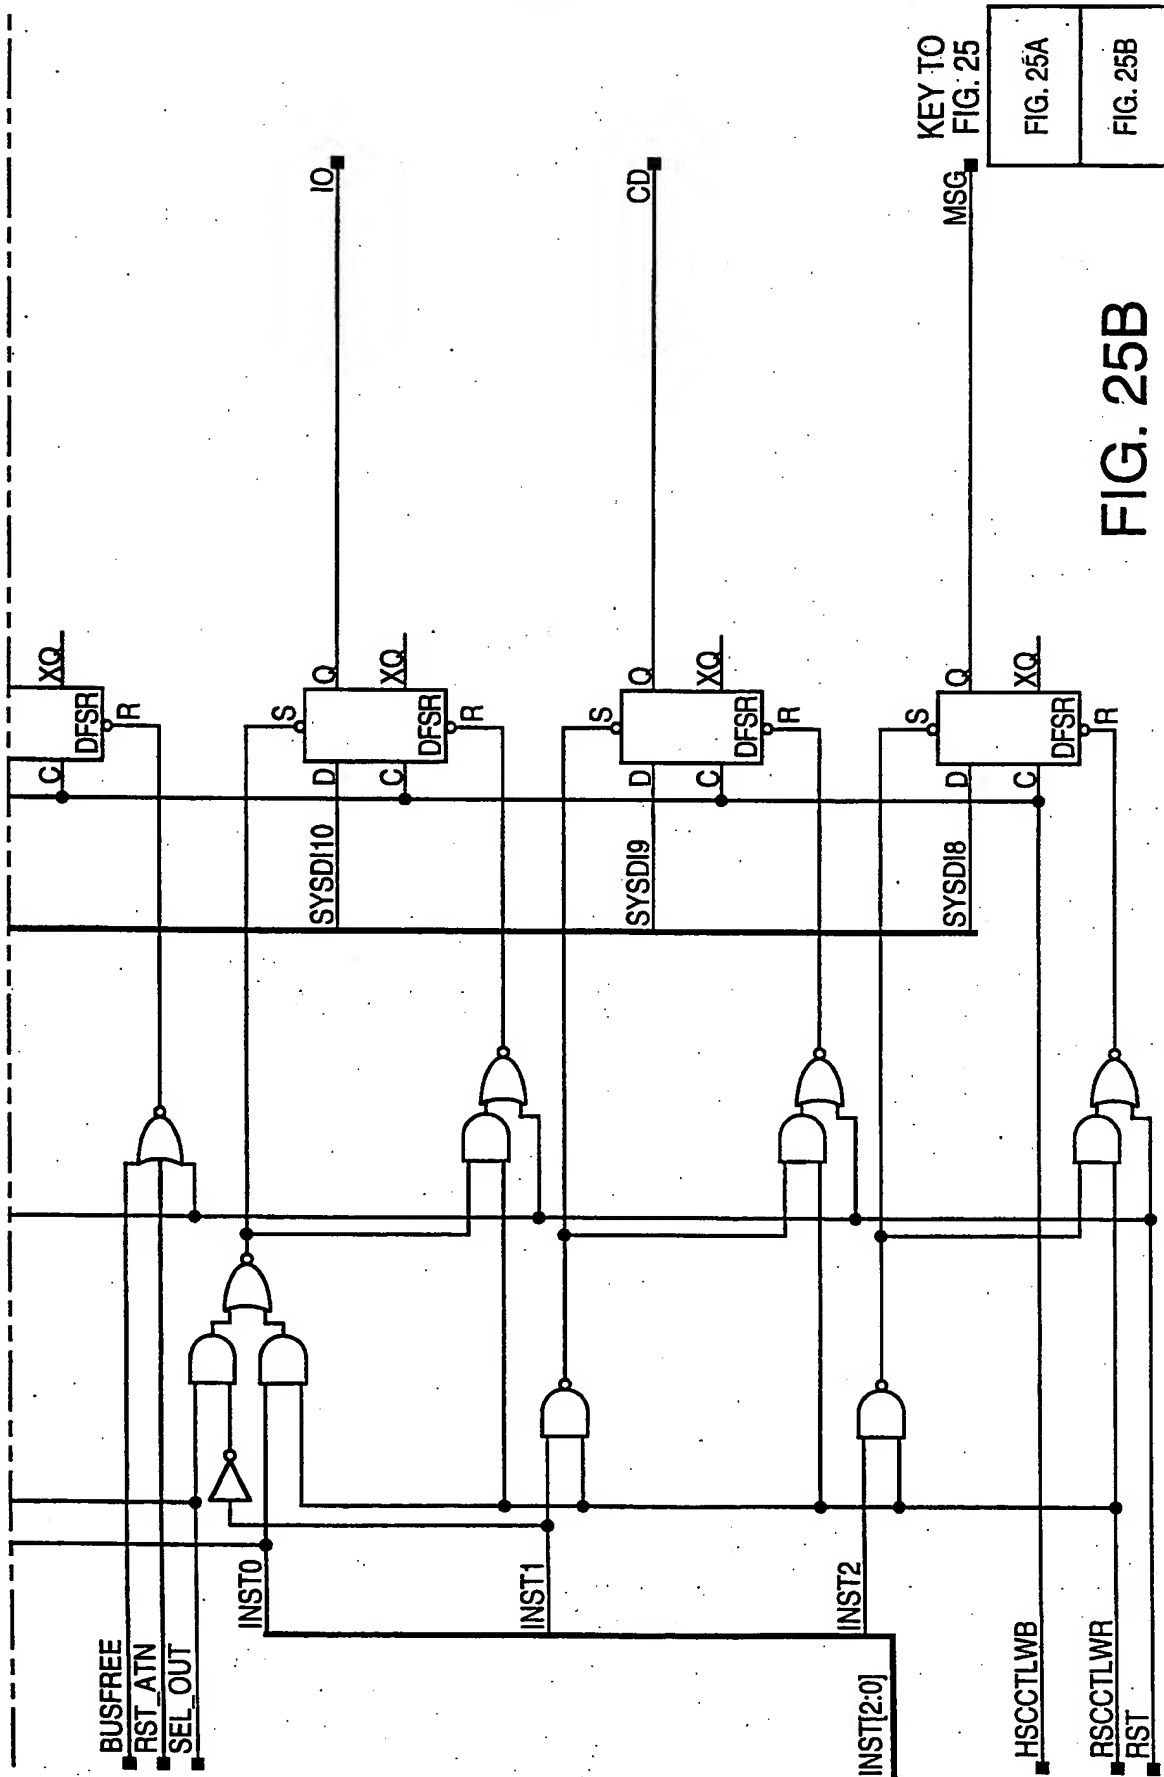 BUSFREE
RST_ATN
SEL_OUT
INST0
INST1
INST2
INST[2:0]
HSCCTLWB
RSCCTLWR
RST
C
XQ
DFSR
R
S
SYSDI10
D
Q
IO
C
XQ
DFSR
R
S
SYSDI9
D
Q
CD
C
XQ
DFSR
R
S
SYSDI8
D
Q
MSG
C
XQ
DFSR
R
KEY TO
FIG. 25
FIG. 25A
FIG. 25B
FIG. 25B